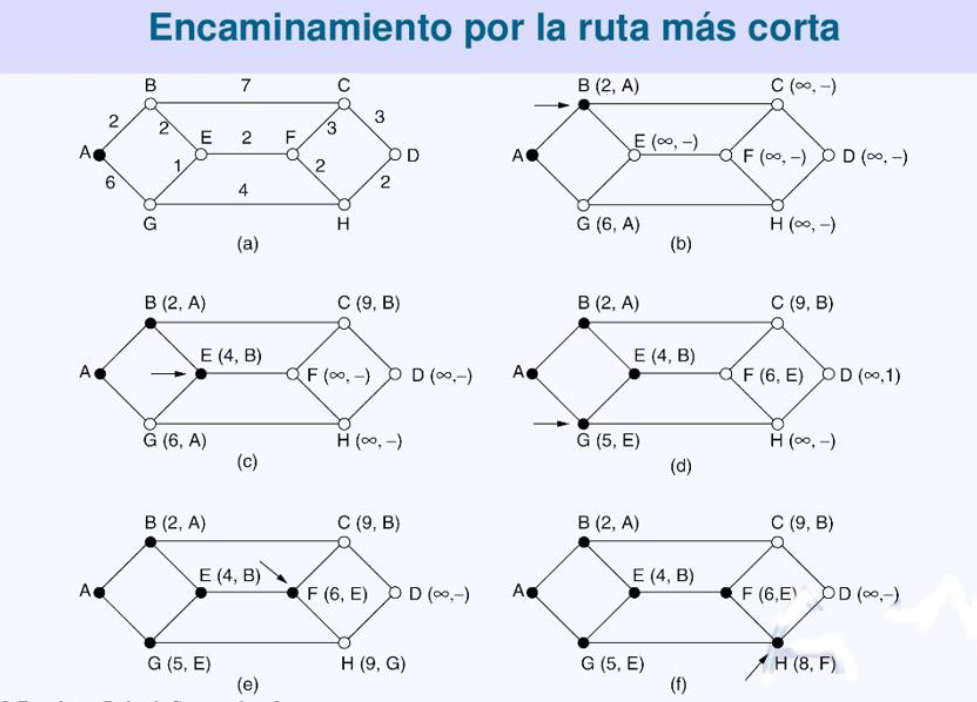 Encaminamiento por la ruta más corta
B 7 C
2 2 E 2 F 3 3
A D
6 1 4 2 2
G H
(a)
B (2, A) C (∞, –)
A E (∞, –) F (∞, –) D (∞, –)
G (6, A) H (∞, –)
(b)
B (2, A) C (9, B)
E (4, B)
A F (∞, –) D (∞,–)
G (6, A) H (∞, –)
(c)
B (2, A) C (9, B)
E (4, B)
A F (6, E) D (∞,1)
G (5, E) H (∞, –)
(d)
B (2, A) C (9, B)
E (4, B)
A F (6, E) D (∞,–)
G (5, E) H (9, G)
(e)
B (2, A) C (9, B)
E (4, B)
A F (6,E) D (∞,–)
G (5, E) H (8, F)
(f)